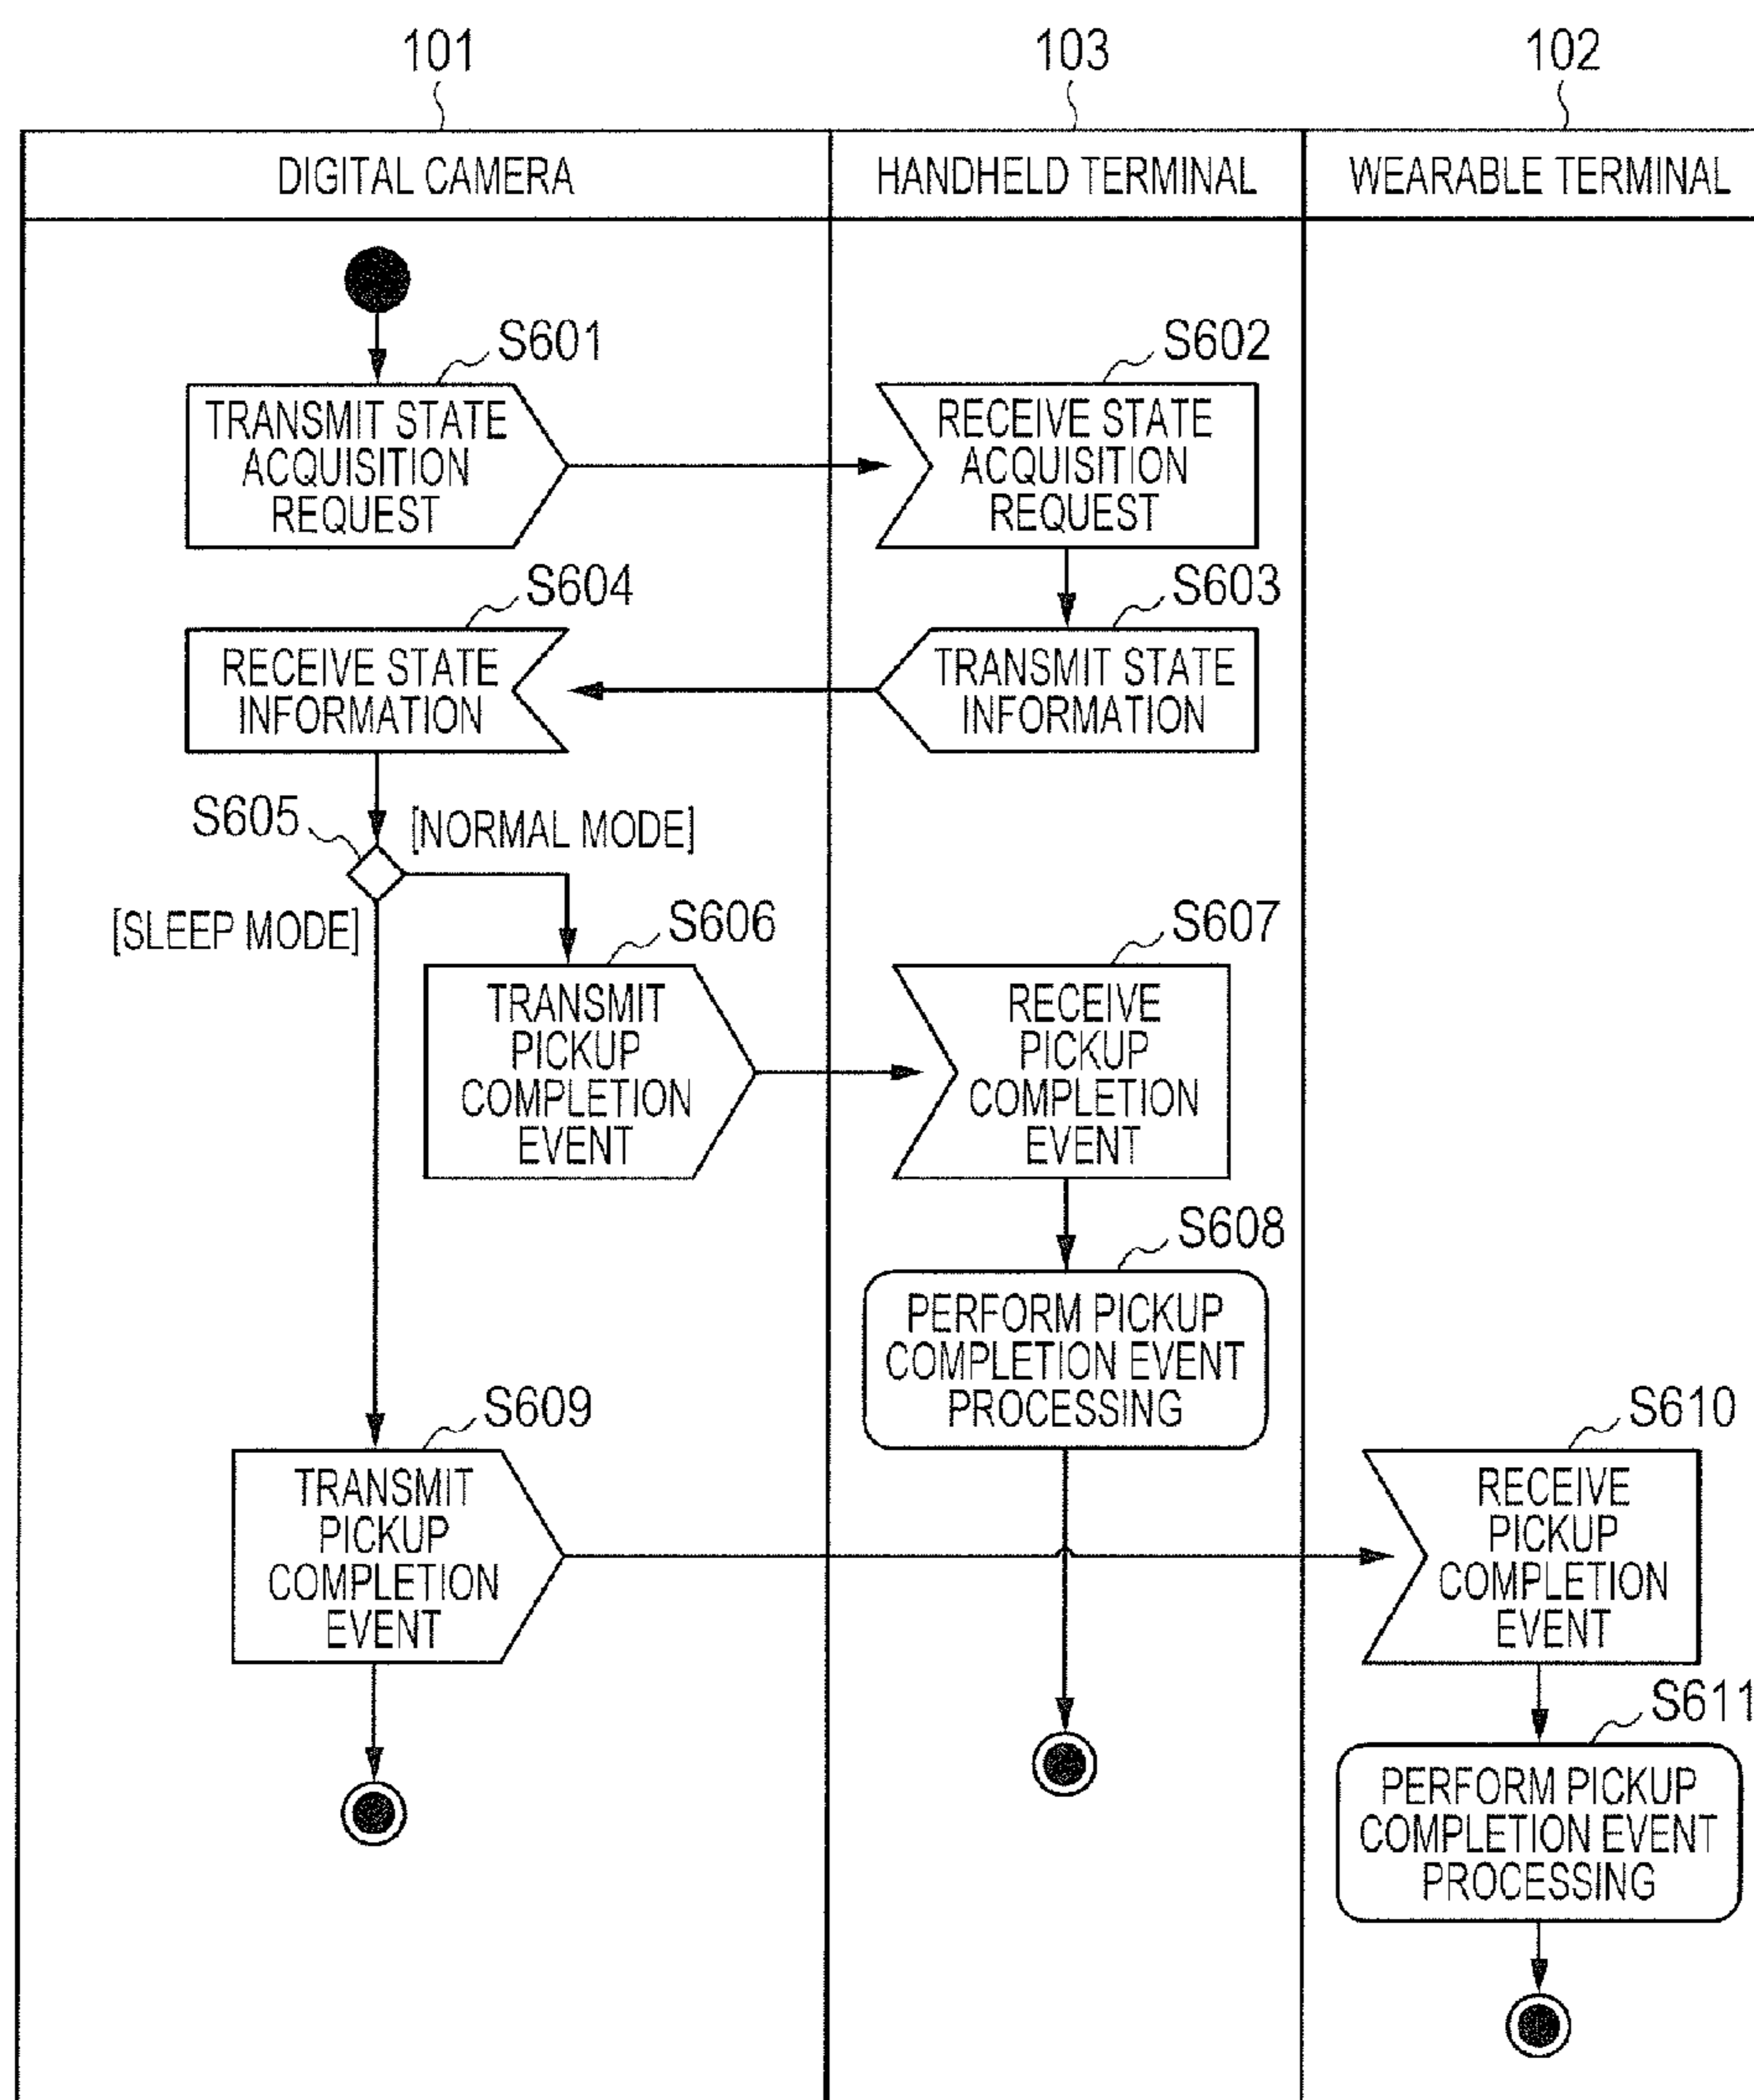 101
103
102
DIGITAL CAMERA
HANDHELD TERMINAL
WEARABLE TERMINAL
S601
TRANSMIT STATE
ACQUISITION
REQUEST
S602
RECEIVE STATE
ACQUISITION
REQUEST
S604
RECEIVE STATE
INFORMATION
S603
TRANSMIT STATE
INFORMATION
S605
[NORMAL MODE]
[SLEEP MODE]
S606
TRANSMIT
PICKUP
COMPLETION
EVENT
S607
RECEIVE
PICKUP
COMPLETION
EVENT
S608
PERFORM PICKUP
COMPLETION EVENT
PROCESSING
S609
TRANSMIT
PICKUP
COMPLETION
EVENT
S610
RECEIVE
PICKUP
COMPLETION
EVENT
S611
PERFORM PICKUP
COMPLETION EVENT
PROCESSING